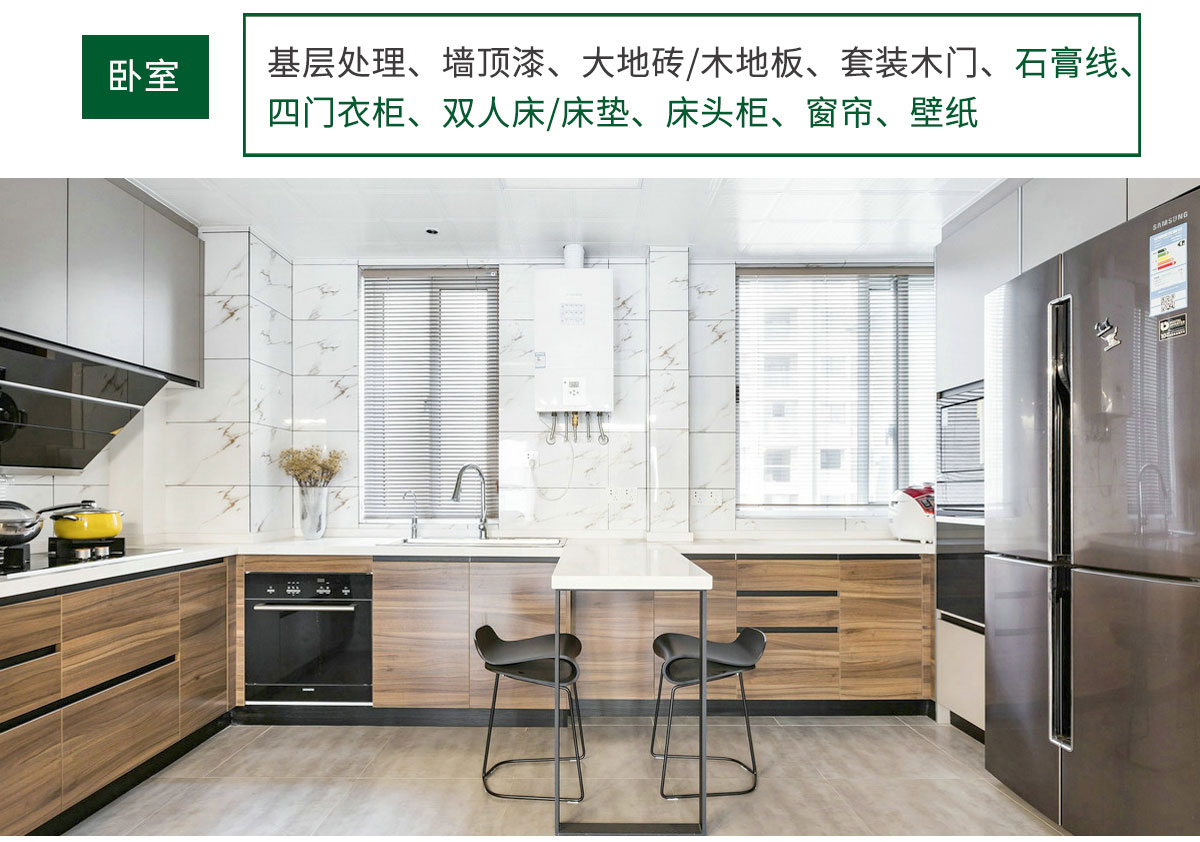 卧室
基层处理、墙顶漆、大地砖/木地板、套装木门、石膏线、
四门衣柜、双人床/床垫、床头柜、窗帘、壁纸
SAMSUNG